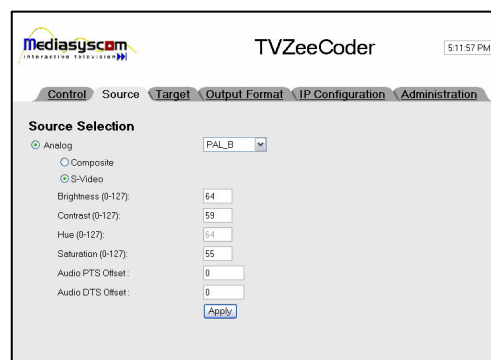 Mediasyscom
interactive television
TVZeeCoder
5:11:57 PM
Control Source Target Output Format IP Configuration Administration
Source Selection
Analog PAL_B
Composite
S-Video
Brightness (0-127): 64
Contrast (0-127): 59
Hue (0-127): 64
Saturation (0-127): 55
Audio PTS Offset : 0
Audio DTS Offset : 0
Apply